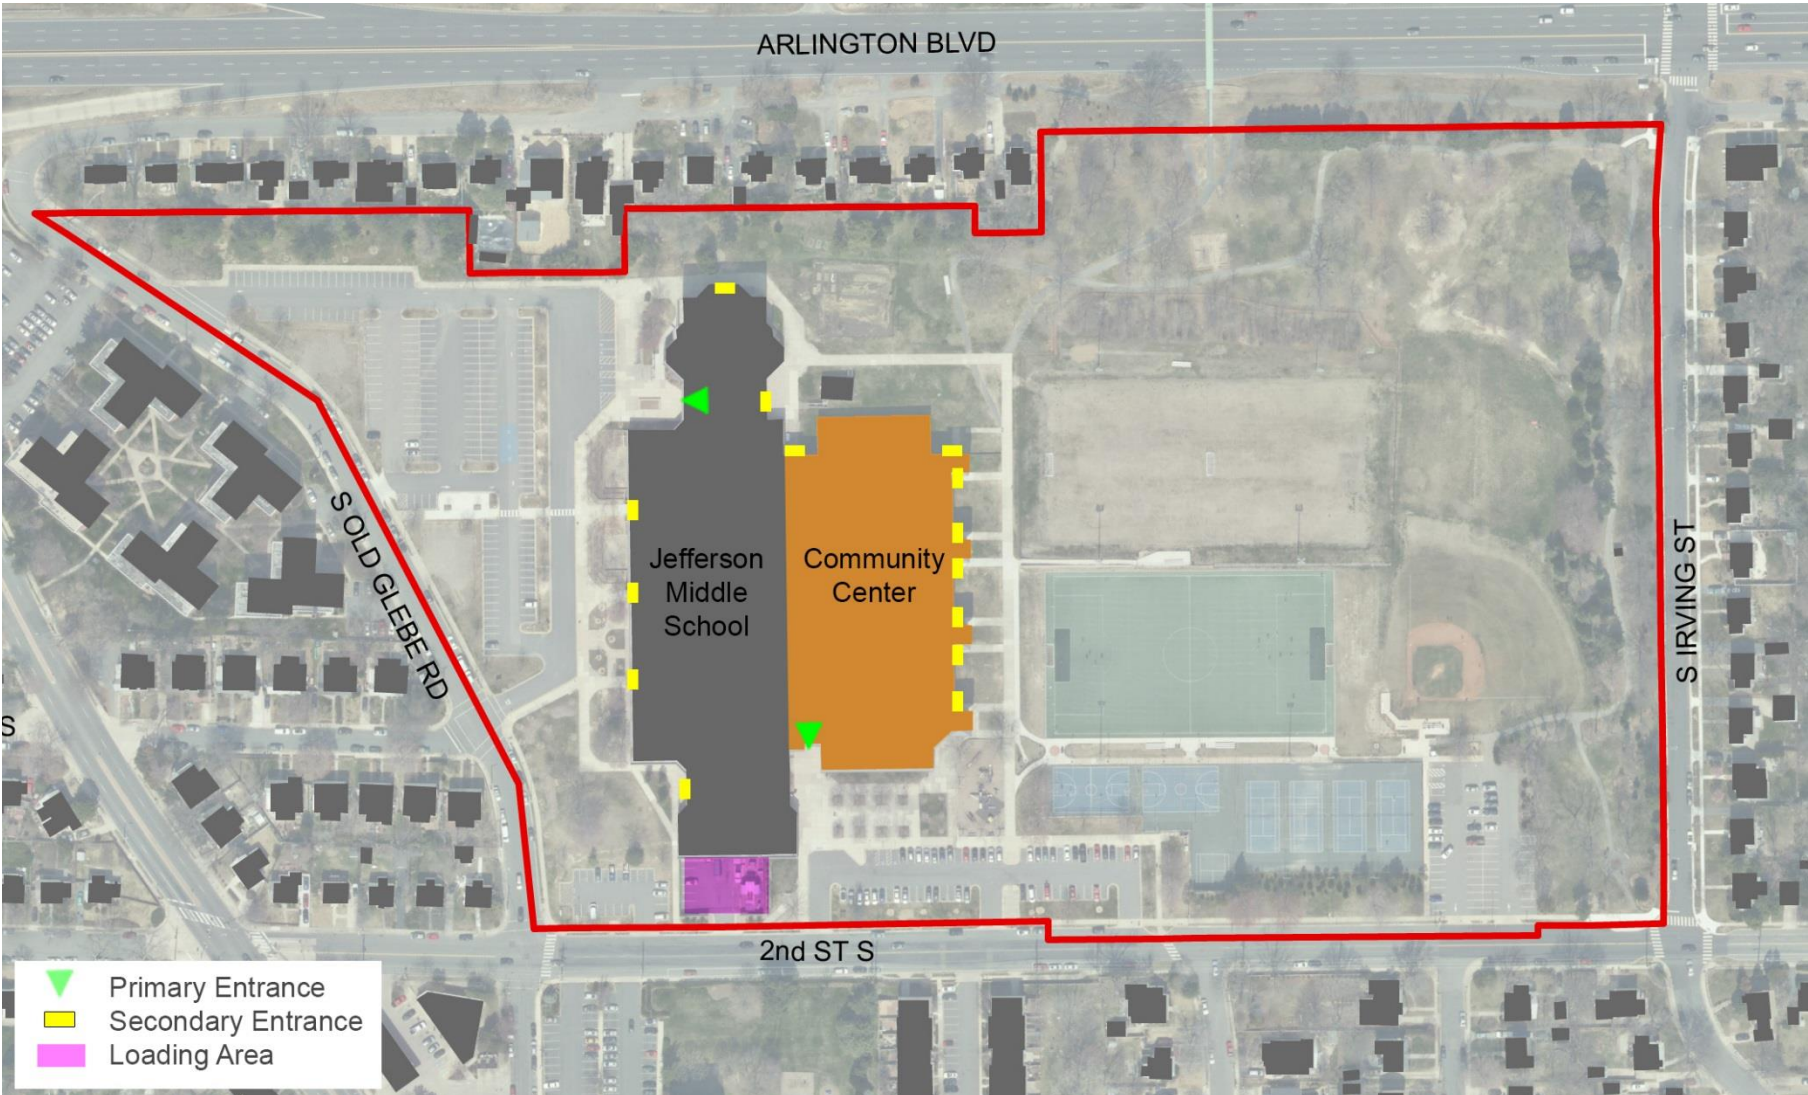 ARLINGTON BLVD
S OLD GLEBE RD
Jefferson
Middle
School
Community
Center
S IRVING ST
S
2nd ST S
Primary Entrance
Secondary Entrance
Loading Area